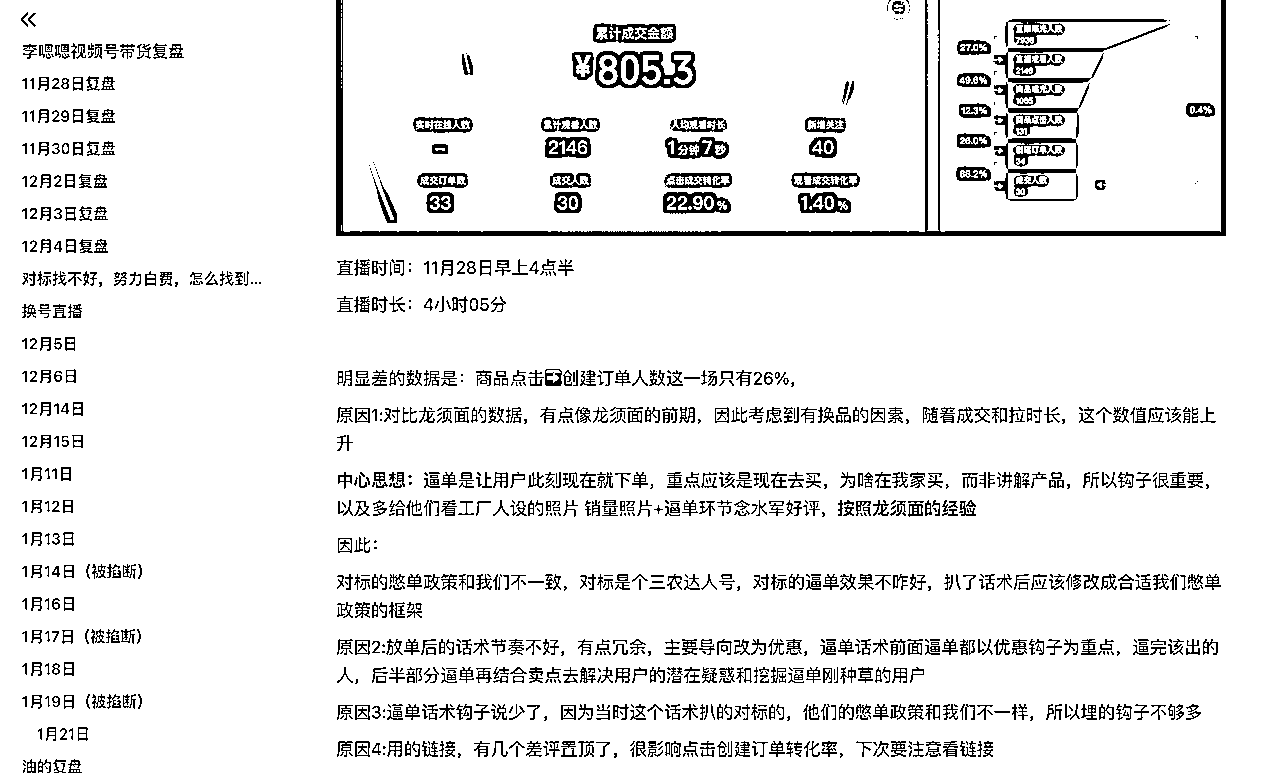 李嗯嗯视频号带货复盘
11月28日复盘
11月29日复盘
11月30日复盘
12月2日复盘
12月3日复盘
12月4日复盘
对标找不好，努力白费，怎么找到...
换号直播
12月5日
12月6日
12月14日
12月15日
1月11日
1月12日
1月13日
1月14日（被掐断）
1月16日
1月17日（被掐断）
1月18日
1月19日（被掐断）
1月21日
油的复盘
累计成交金额
¥805.3
实时在线人数
累计观看人数
人均观看时长
新增关注
-
2146
1分钟7秒
40
成交订单数
成交人数
点击成交转化率
观看成交转化率
33
30
22.90%
1.40%
27.0%
49.6%
12.3%
26.0%
88.2%
0.4%
直播观看人数
2146
商品曝光人数
1065
商品点击人数
131
创建订单人数
34
成交人数
30
直播时间：11月28日早上4点半
直播时长：4小时05分
明显差的数据是：商品点击➡创建订单人数这一场只有26%，
原因1:对比龙须面的数据，有点像龙须面的前期，因此考虑到有换品的因素，随着成交和拉时长，这个数值应该能上
升
中心思想：逼单是让用户此刻现在就下单，重点应该是现在去买，为啥在我家买，而非讲解产品，所以钩子很重要，
以及多给他们看工厂人设的照片 销量照片+逼单环节念水军好评，按照龙须面的经验
因此：
对标的憋单政策和我们不一致，对标是个三农达人号，对标的逼单效果不咋好，扒了话术后应该修改成合适我们憋单
政策的框架
原因2:放单后的话术节奏不好，有点冗余，主要导向改为优惠，逼单话术前面逼单都以优惠钩子为重点，逼完该出的
人，后半部分逼单再结合卖点去解决用户的潜在疑惑和挖掘逼单刚种草的用户
原因3:逼单话术钩子说少了，因为当时这个话术扒的对标的，他们的憋单政策和我们不一样，所以埋的钩子不够多
原因4:用的链接，有几个差评置顶了，很影响点击创建订单转化率，下次要注意看链接